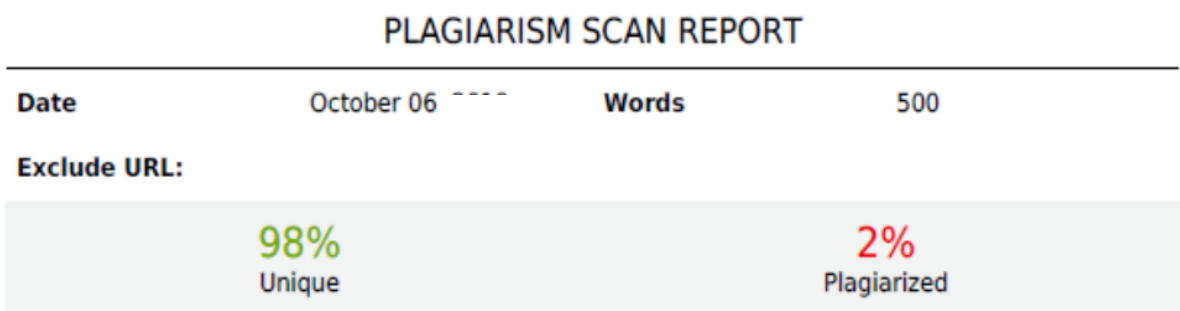 PLAGIARISM SCAN REPORT
Date October 06 Words 500
Exclude URL:
98% 2%
Unique Plagiarized